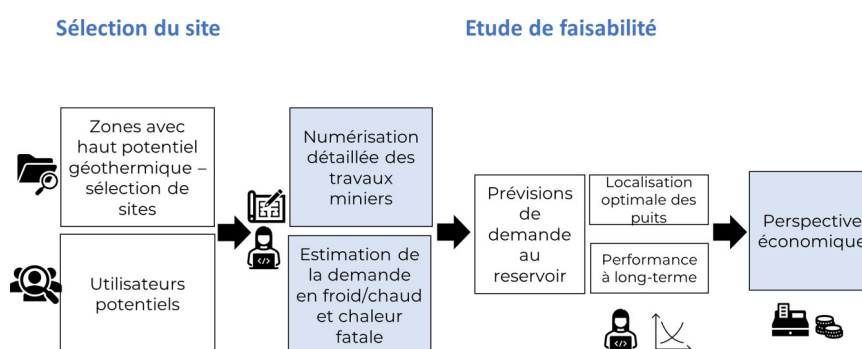 Sélection du site
Etude de faisabilité
Zones avec
haut potentiel
géothermique –
sélection de
sites
Utilisateurs
potentiels
Numérisation
détaillée des
travaux
miniers
Estimation de
la demande
en froid/chaud
et chaleur
fatale
Prévisions
de
demande
au
reservoir
Localisation
optimale des
puits
Performance
à long-terme
Perspective
économique